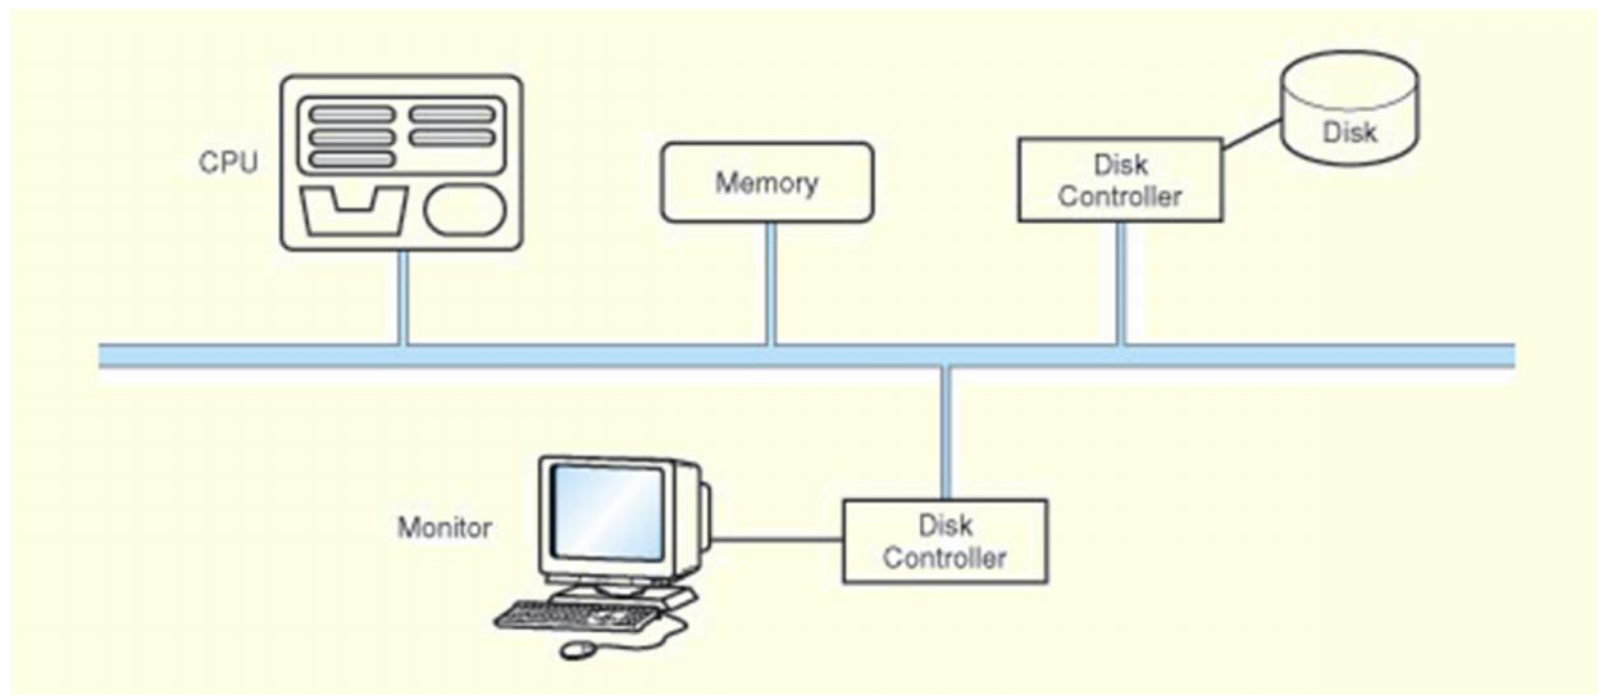 CPU
Memory
Disk
Controller
Disk
Monitor
Disk
Controller